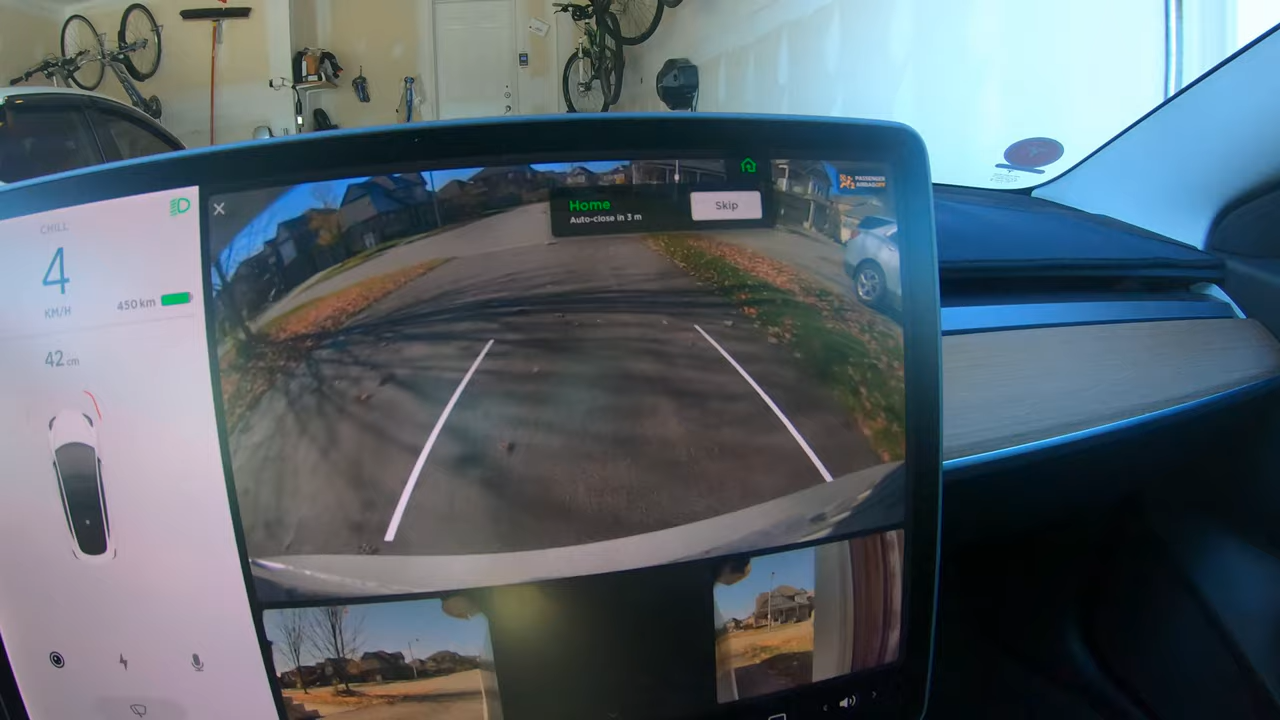 CHILL
4
KM/H
450 km
42 cm
Home
Auto-close in 3 m
Skip
PASSENGER
AIRBAG OFF